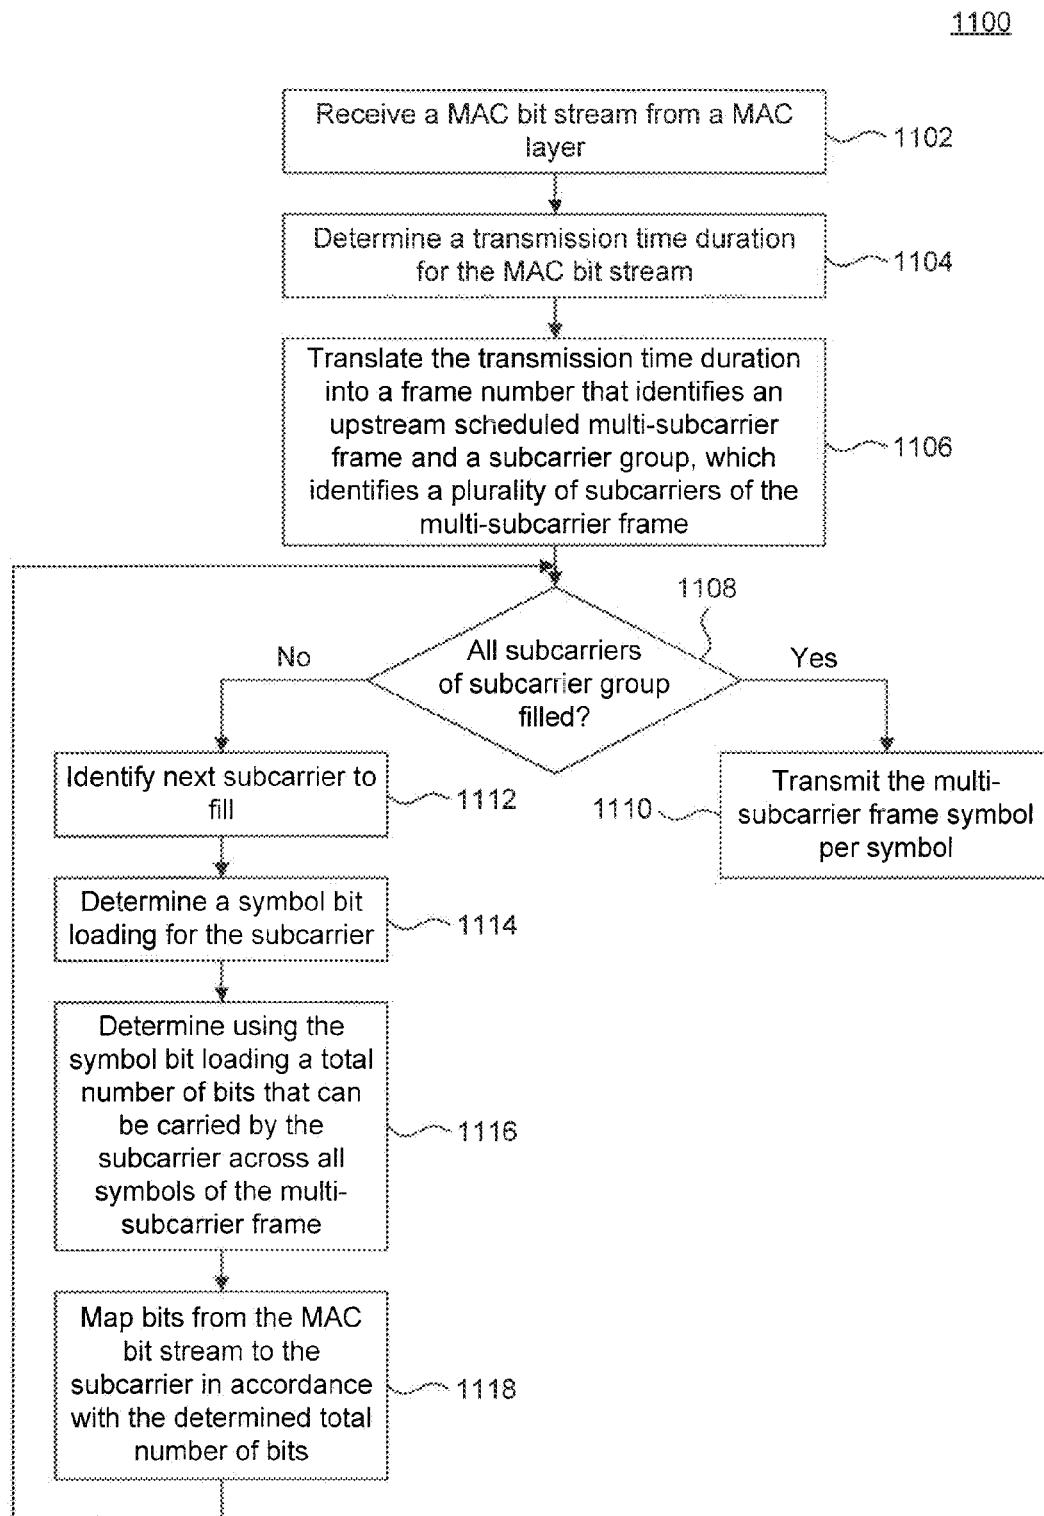 1100
Receive a MAC bit stream from a MAC
layer
1102
Determine a transmission time duration
for the MAC bit stream
1104
Translate the transmission time duration
into a frame number that identifies an
upstream scheduled multi-subcarrier
frame and a subcarrier group, which
identifies a plurality of subcarriers of the
multi-subcarrier frame
1106
1108
All subcarriers
of subcarrier group
filled?
No
Yes
Identify next subcarrier to
fill
1112
Transmit the multi-
subcarrier frame symbol
per symbol
1110
Determine a symbol bit
loading for the subcarrier
1114
Determine using the
symbol bit loading a total
number of bits that can
be carried by the
subcarrier across all
symbols of the multi-
subcarrier frame
1116
Map bits from the MAC
bit stream to the
subcarrier in accordance
with the determined total
number of bits
1118